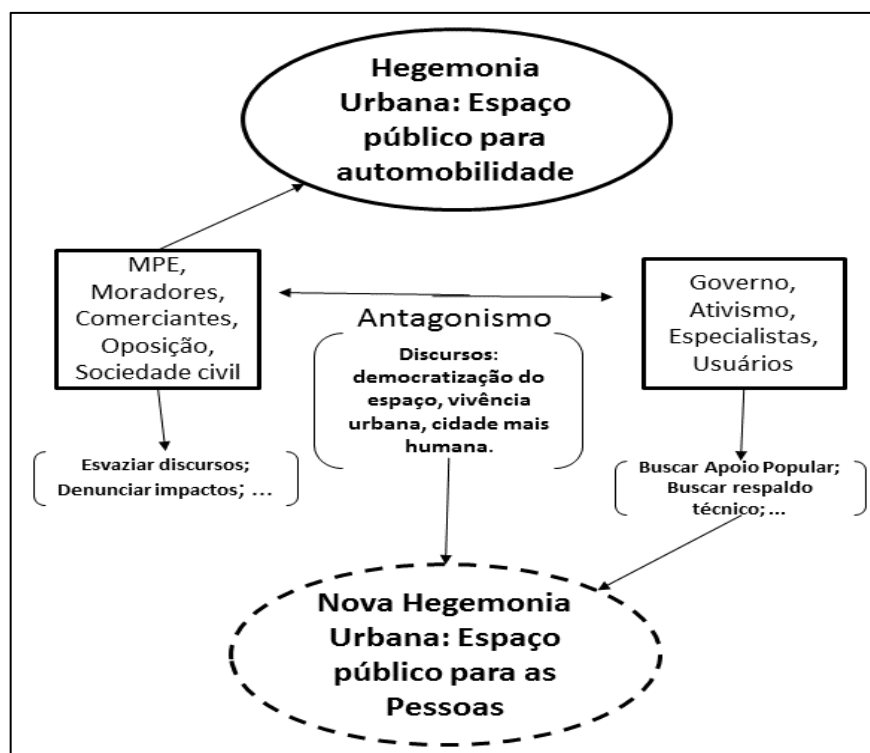 Hegemonia
Urbana: Espaço
público para
automobilidade
MPE,
Moradores,
Comerciantes,
Oposição,
Sociedade civil
Antagonismo
Discursos:
democratização do
espaço, vivência
urbana, cidade mais
humana.
Governo,
Ativismo,
Especialistas,
Usuários
Esvaziar discursos;
Denunciar impactos; ...
Buscar Apoio Popular;
Buscar respaldo
técnico; ...
Nova Hegemonia
Urbana: Espaço
público para as
Pessoas